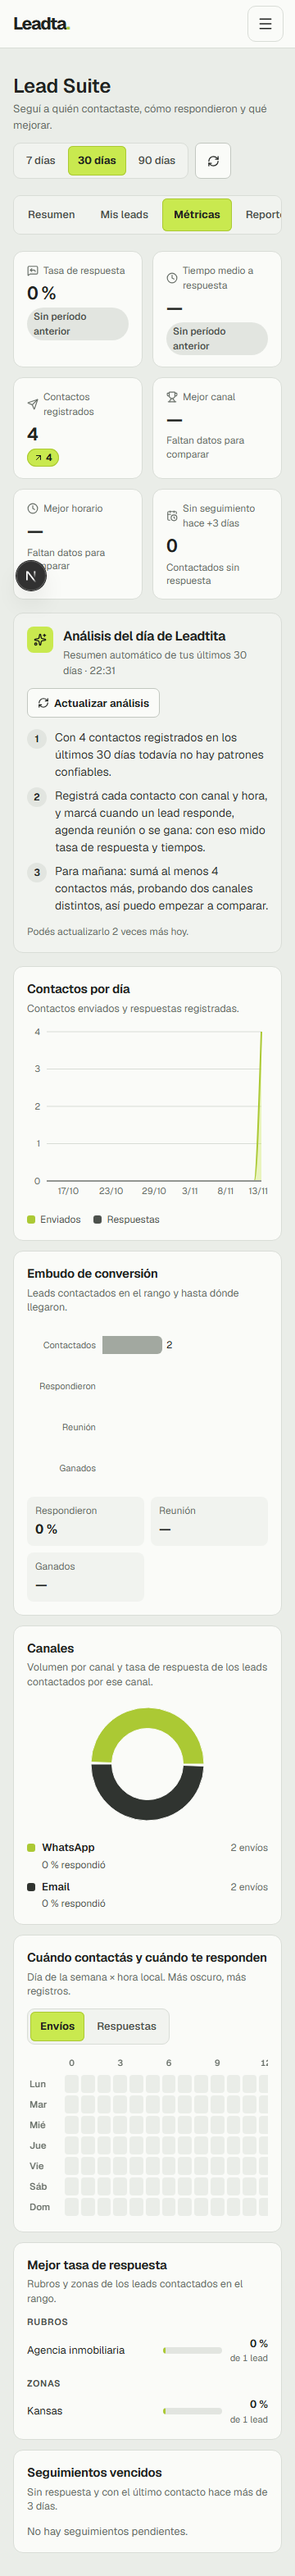 Leadta.
Lead Suite
Seguí a quién contactaste, cómo respondieron y qué
mejorar.
7 días
30 días
90 días
Resumen
Mis leads
Métricas
Report
Tasa de respuesta
0 %
Sin período
anterior
Tiempo medio a
respuesta
—
Sin período
anterior
Contactos
registrados
4
4
Mejor canal
—
Faltan datos para
comparar
Mejor horario
—
Faltan datos para
parar
N
Sin seguimiento
hace +3 días
0
Contactados sin
respuesta
Análisis del día de Leadtita
Resumen automático de tus últimos 30
días · 22:31
Actualizar análisis
1 Con 4 contactos registrados en los
últimos 30 días todavía no hay patrones
confiables.
2 Registrá cada contacto con canal y hora,
y marcá cuando un lead responde,
agenda reunión o se gana: con eso mido
tasa de respuesta y tiempos.
3 Para mañana: sumá al menos 4
contactos más, probando dos canales
distintos, así puedo empezar a comparar.
Podés actualizarlo 2 veces más hoy.
Contactos por día
Contactos enviados y respuestas registradas.
4
3
2
1
0
17/10 23/10 29/10 3/11 8/11 13/11
Enviados Respuestas
Embudo de conversión
Leads contactados en el rango y hasta dónde
llegaron.
Contactados 2
Respondieron
Reunión
Ganados
Respondieron
0 %
Reunión
—
Ganados
—
Canales
Volumen por canal y tasa de respuesta de los leads
contactados por ese canal.
WhatsApp 2 envíos
0 % respondió
Email 2 envíos
0 % respondió
Cuándo contactás y cuándo te responden
Día de la semana × hora local. Más oscuro, más
registros.
Envíos Respuestas
0 3 6 9 12
Lun
Mar
Mié
Jue
Vie
Sáb
Dom
Mejor tasa de respuesta
Rubros y zonas de los leads contactados en el
rango.
RUBROS
Agencia inmobiliaria 0 %
de 1 lead
ZONAS
Kansas 0 %
de 1 lead
Seguimientos vencidos
Sin respuesta y con el último contacto hace más de
3 días.
No hay seguimientos pendientes.